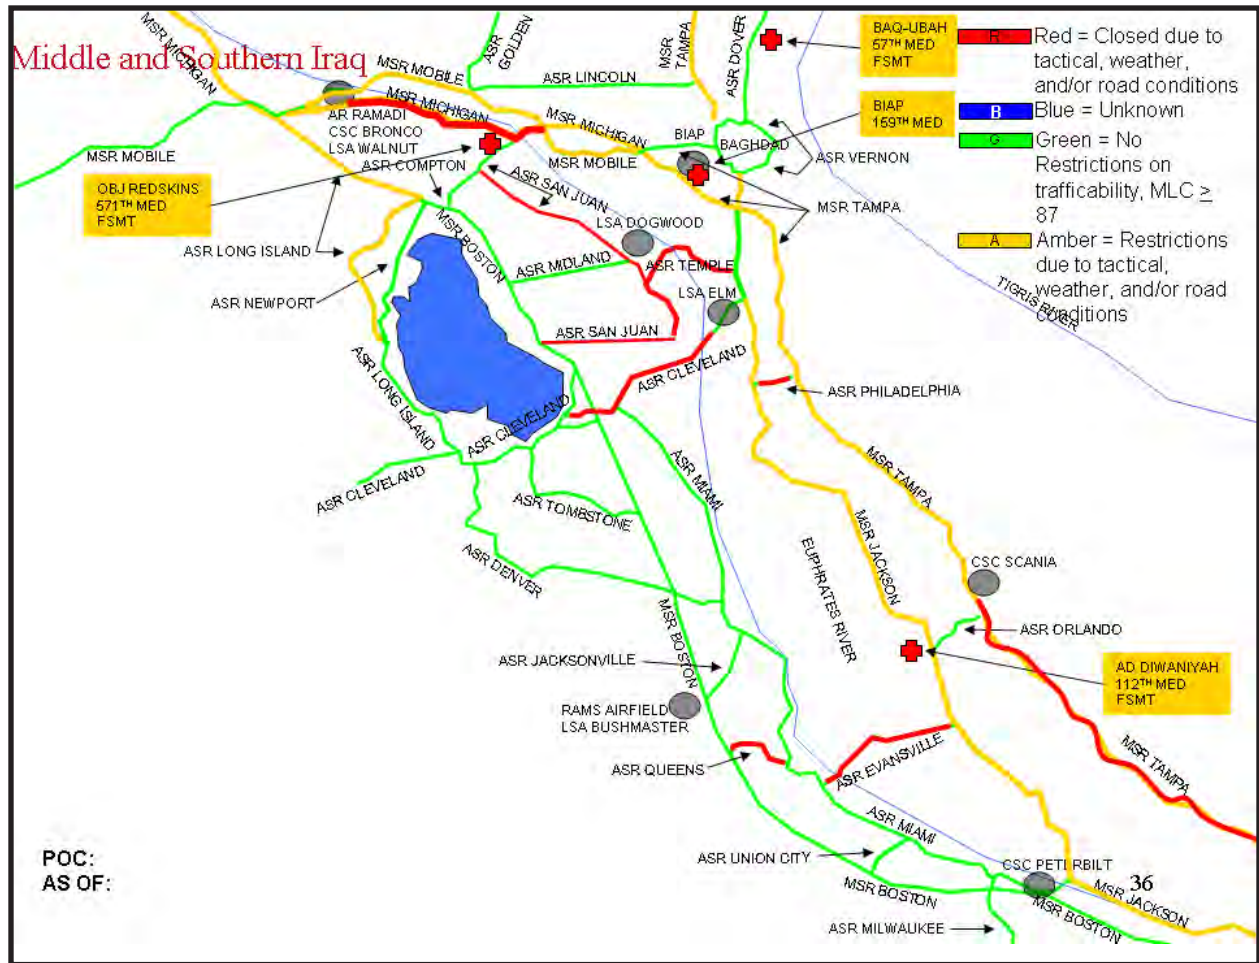 Middle and Southern Iraq
MSR MICHIGAN
MSR MOBILE
ASR
GOLDEN
ASR LINCOLN
MSR
TAMPA
ASR DOVER
BAQ-UBAH
57TH MED
FSMT
R
Red = Closed due to
tactical, weather,
and/or road conditions
B
Blue = Unknown
G
Green = No
Restrictions on
trafficability, MLC >
87
A
Amber = Restrictions
due to tactical,
weather, and/or road
conditions
BIAP
159TH MED
MSR MICHIGAN
AR RAMADI
CSC BRONCO
LSA WALNUT
MSR MICHIGAN
MSR MOBILE
BIAP
BAGHDAD
ASR VERNON
MSR MOBILE
ASR COMPTON
ASR SAN JUAN
OBJ REDSKINS
571TH MED
FSMT
MSR TAMPA
LSA DOGWOOD
MSR BOSTON
ASR LONG ISLAND
ASR MIDLAND
ASR TEMPLE
ASR NEWPORT
LSA ELM
TIGRIS RIVER
ASR SAN JUAN
ASR LONG ISLAND
ASR CLEVELAND
ASR PHILADELPHIA
ASR CLEVELAND
ASR CLEVELAND
ASR MIAMI
MSR TAMPA
ASR TOMBSTONE
MSR JACKSON
ASR DENVER
EUPHRATES RIVER
CSC SCANIA
MSR BOSTON
ASR ORLANDO
ASR JACKSONVILLE
AD DIWANIYAH
112TH MED
FSMT
RAMS AIRFIELD
LSA BUSHMASTER
ASR QUEENS
ASR EVANSVILLE
MSR TAMPA
ASR MIAMI
ASR UNION CITY
CSC PETERBILT
MSR BOSTON
36
MSR JACKSON
MSR BOSTON
ASR MILWAUKEE
POC:
AS OF: